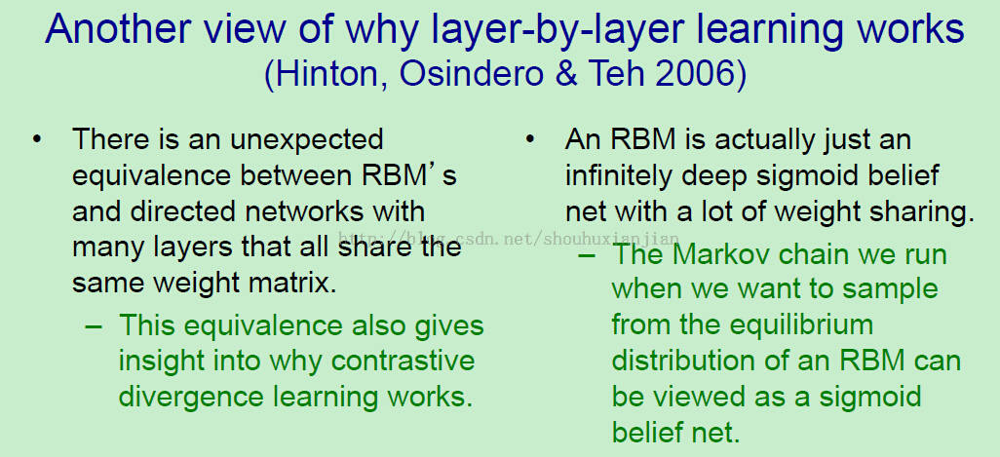 Another view of why layer-by-layer learning works
(Hinton, Osindero & Teh 2006)
• There is an unexpected
equivalence between RBM’s
and directed networks with
many layers that all share the
same weight matrix.
– This equivalence also gives
insight into why contrastive
divergence learning works.
• An RBM is actually just an
infinitely deep sigmoid belief
net with a lot of weight sharing.
– The Markov chain we run
when we want to sample
from the equilibrium
distribution of an RBM can
be viewed as a sigmoid
belief net.
http://blog.csdn.net/shouhuxianjian